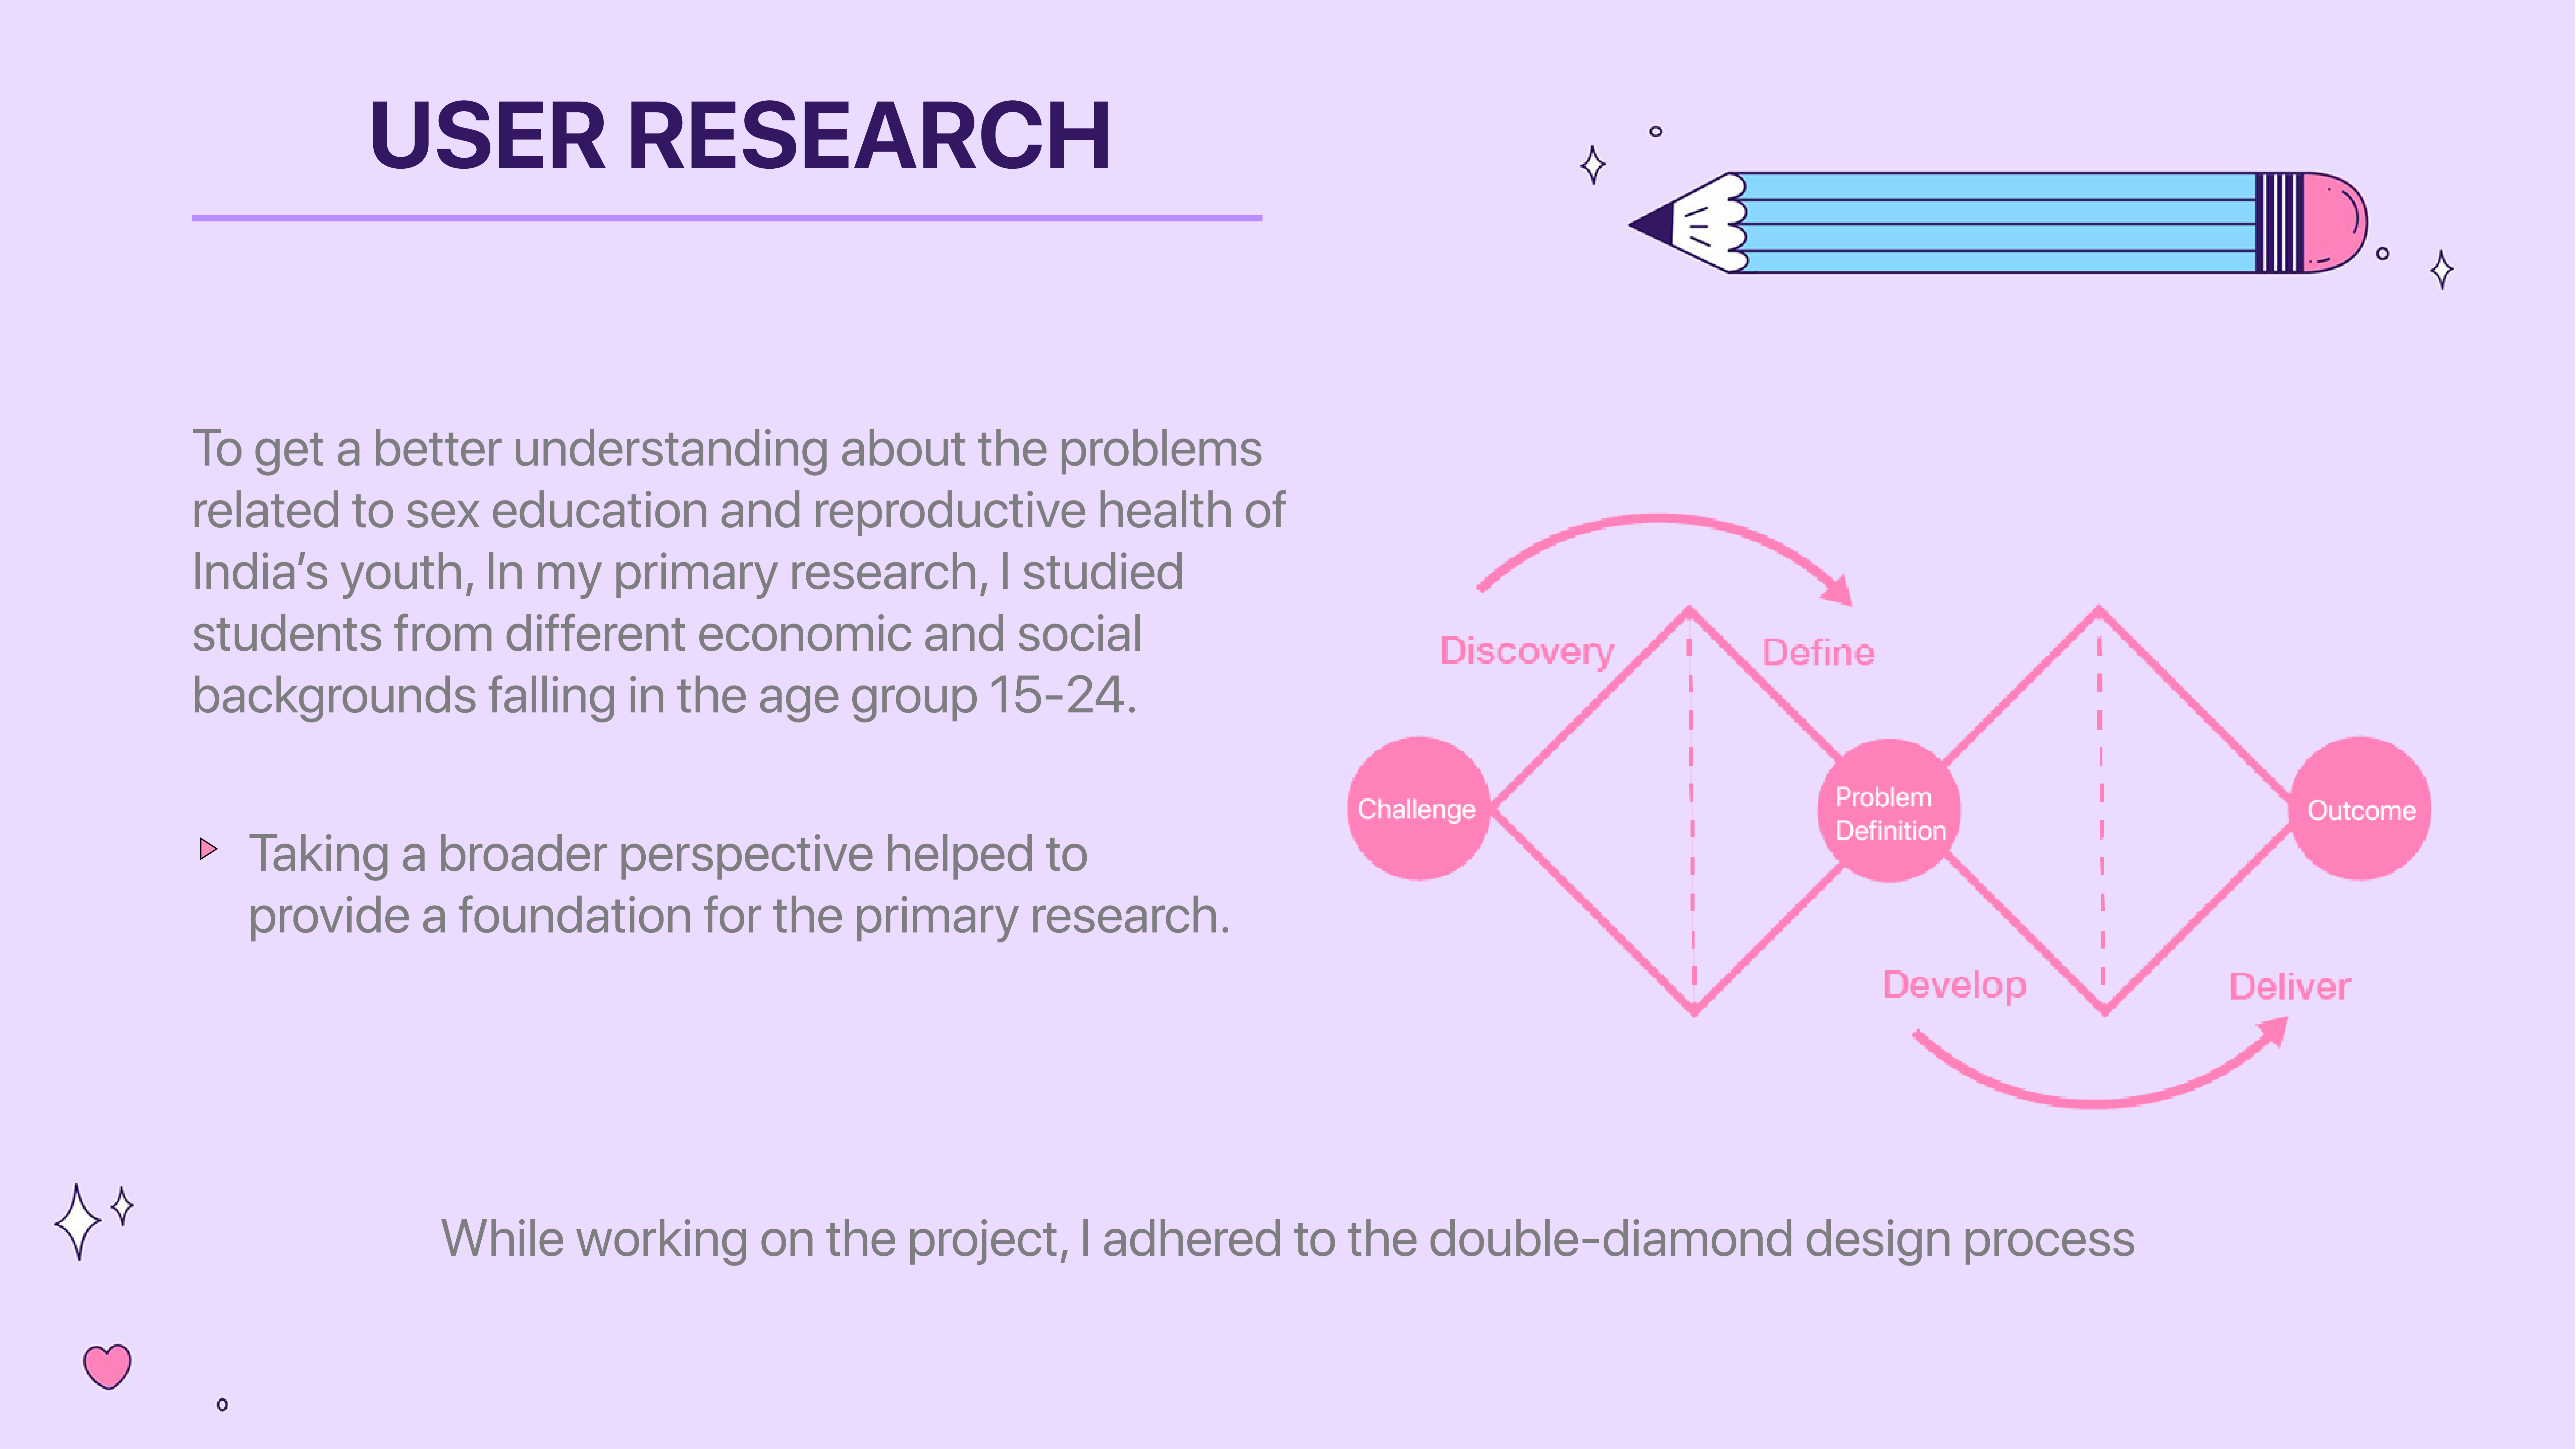 USER RESEARCH
To get a better understanding about the problems
related to sex education and reproductive health of
India’s youth, In my primary research, I studied
students from different economic and social
backgrounds falling in the age group 15-24.
Taking a broader perspective helped to
provide a foundation for the primary research.
Discovery
Define
Challenge
Problem
Definition
Outcome
Develop
Deliver
While working on the project, I adhered to the double-diamond design process